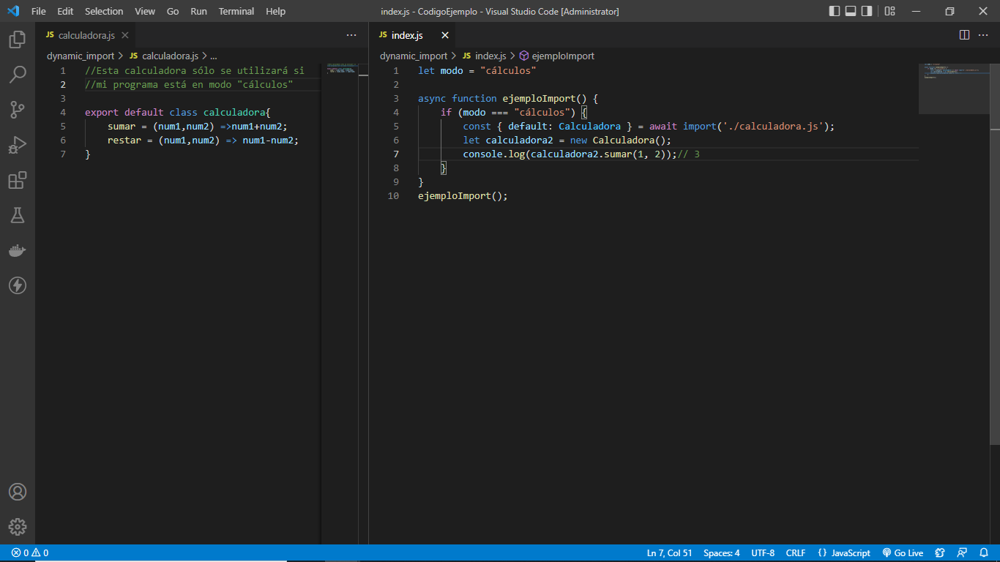 File Edit Selection View Go Run Terminal Help index.js - CodigoEjemplo - Visual Studio Code [Administrator]
JS calculadora.js
dynamic_import > JS calculadora.js > ...
1 //Esta calculadora sólo se utilizará si
2 //mi programa está en modo "cálculos"
3
4 export default class calculadora{
5 sumar = (num1,num2) =>num1+num2;
6 restar = (num1,num2) => num1-num2;
7 }
JS index.js
dynamic_import > JS index.js > ejemploImport
1 let modo = "cálculos"
2
3 async function ejemploImport() {
4 if (modo === "cálculos") {
5 const { default: Calculadora } = await import('./calculadora.js');
6 let calculadora2 = new Calculadora();
7 console.log(calculadora2.sumar(1, 2));// 3
8 }
9 }
10 ejemploImport();
0 0 Ln 7, Col 51 Spaces: 4 UTF-8 CRLF {} JavaScript Go Live